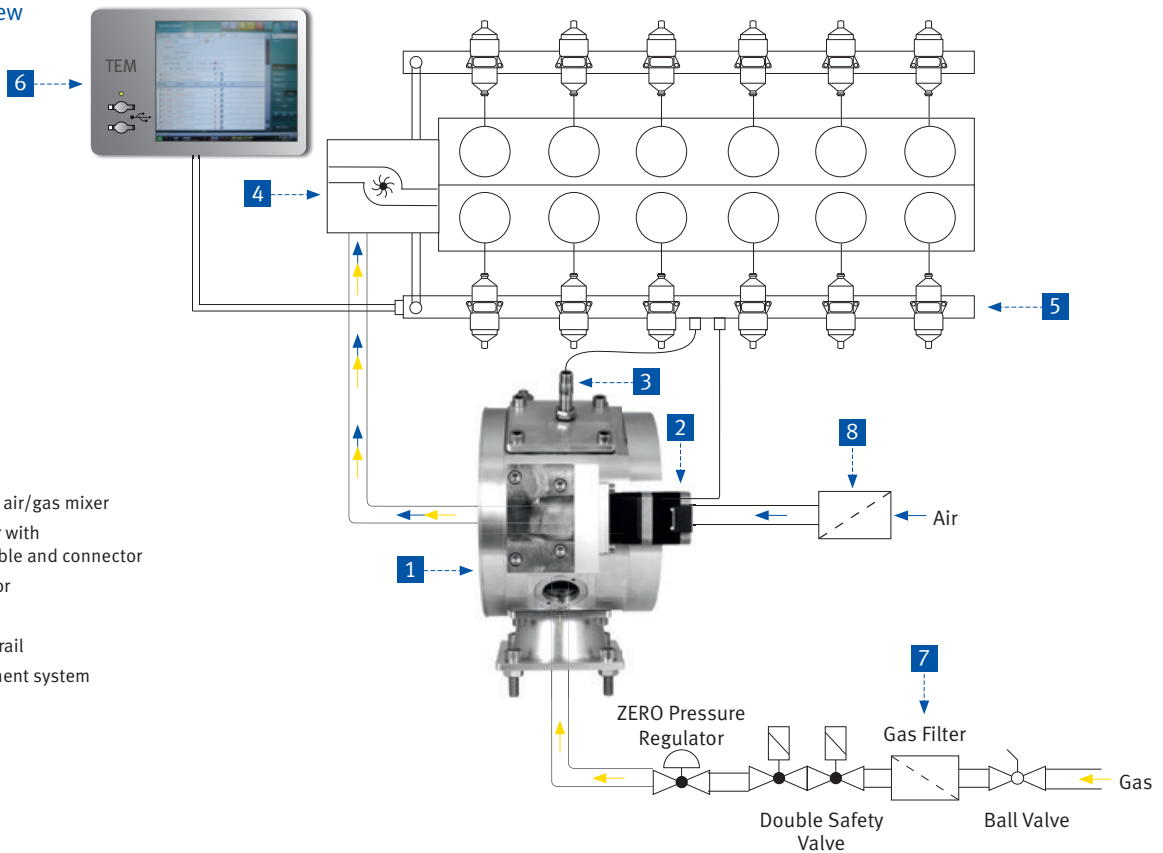 ew
TEM
6
4
5
3
2
8
Air
1
air/gas mixer
with
ble and connector
or
rail
nent system
7
ZERO Pressure
Regulator
Gas Filter
Gas
Double Safety
Valve
Ball Valve